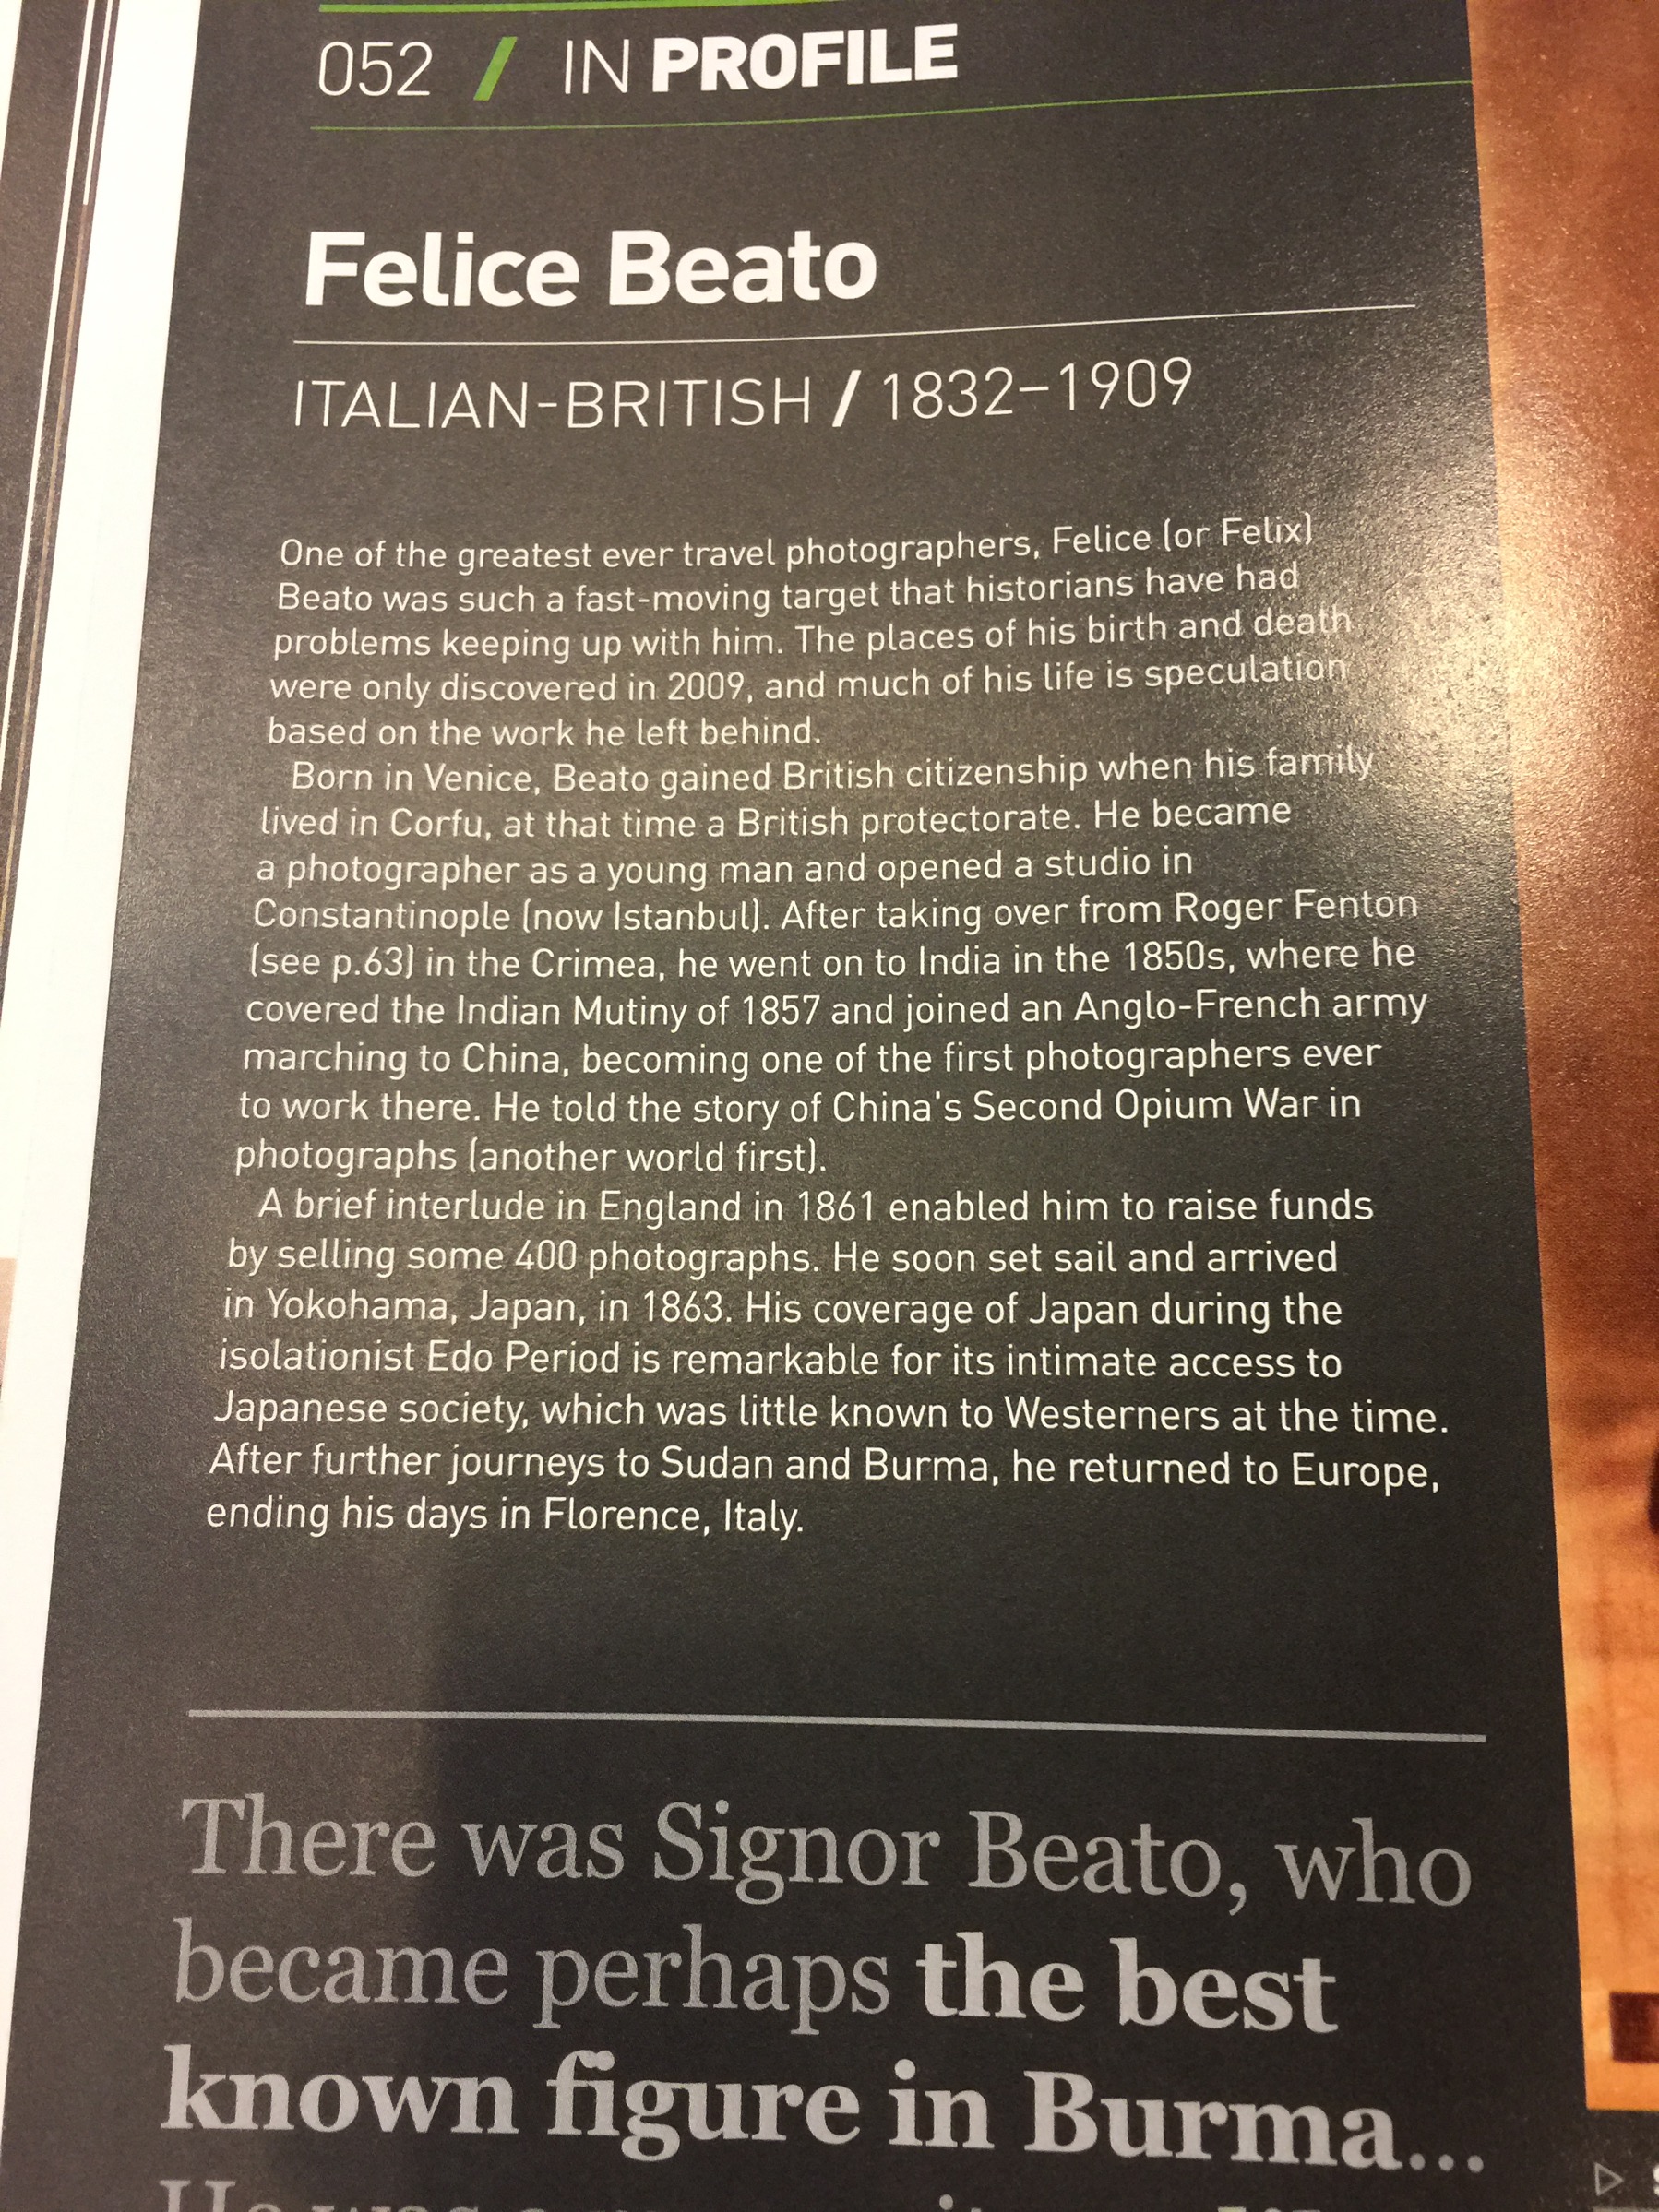 052 / IN PROFILE
Felice Beato
ITALIAN-BRITISH / 1832–1909
One of the greatest ever travel photographers, Felice (or Felix)
Beato was such a fast-moving target that historians have had
problems keeping up with him. The places of his birth and death
were only discovered in 2009, and much of his life is speculation
based on the work he left behind.
Born in Venice, Beato gained British citizenship when his family
lived in Corfu, at that time a British protectorate. He became
a photographer as a young man and opened a studio in
Constantinople (now Istanbul). After taking over from Roger Fenton
(see p.63) in the Crimea, he went on to India in the 1850s, where he
covered the Indian Mutiny of 1857 and joined an Anglo-French army
marching to China, becoming one of the first photographers ever
to work there. He told the story of China's Second Opium War in
photographs (another world first).
A brief interlude in England in 1861 enabled him to raise funds
by selling some 400 photographs. He soon set sail and arrived
in Yokohama, Japan, in 1863. His coverage of Japan during the
isolationist Edo Period is remarkable for its intimate access to
Japanese society, which was little known to Westerners at the time.
After further journeys to Sudan and Burma, he returned to Europe,
ending his days in Florence, Italy.
There was Signor Beato, who
became perhaps the best
known figure in Burma...